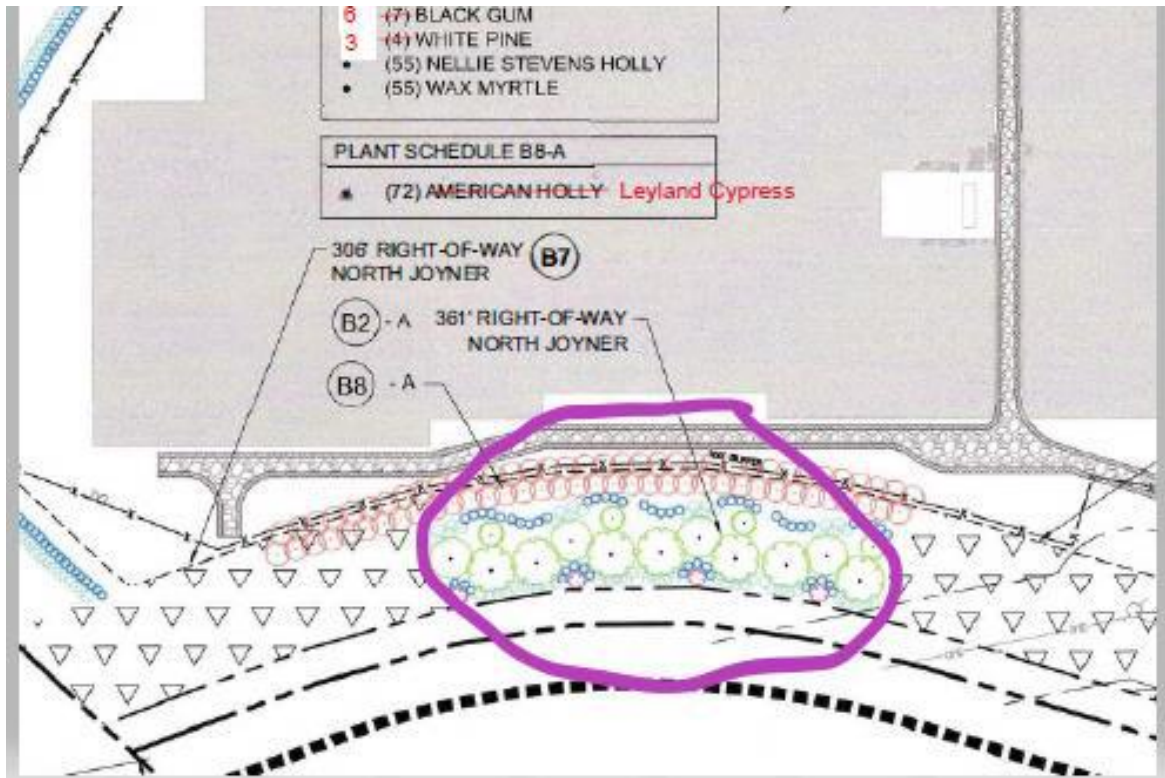 6 (7) BLACK GUM
3 (4) WHITE PINE
• (55) NELLIE STEVENS HOLLY
• (55) WAX MYRTLE
PLANT SCHEDULE B8-A
(72) AMERICAN HOLLY Leyland Cypress
306' RIGHT-OF-WAY B7
NORTH JOYNER
B2 - A 361' RIGHT-OF-WAY
NORTH JOYNER
B8 - A